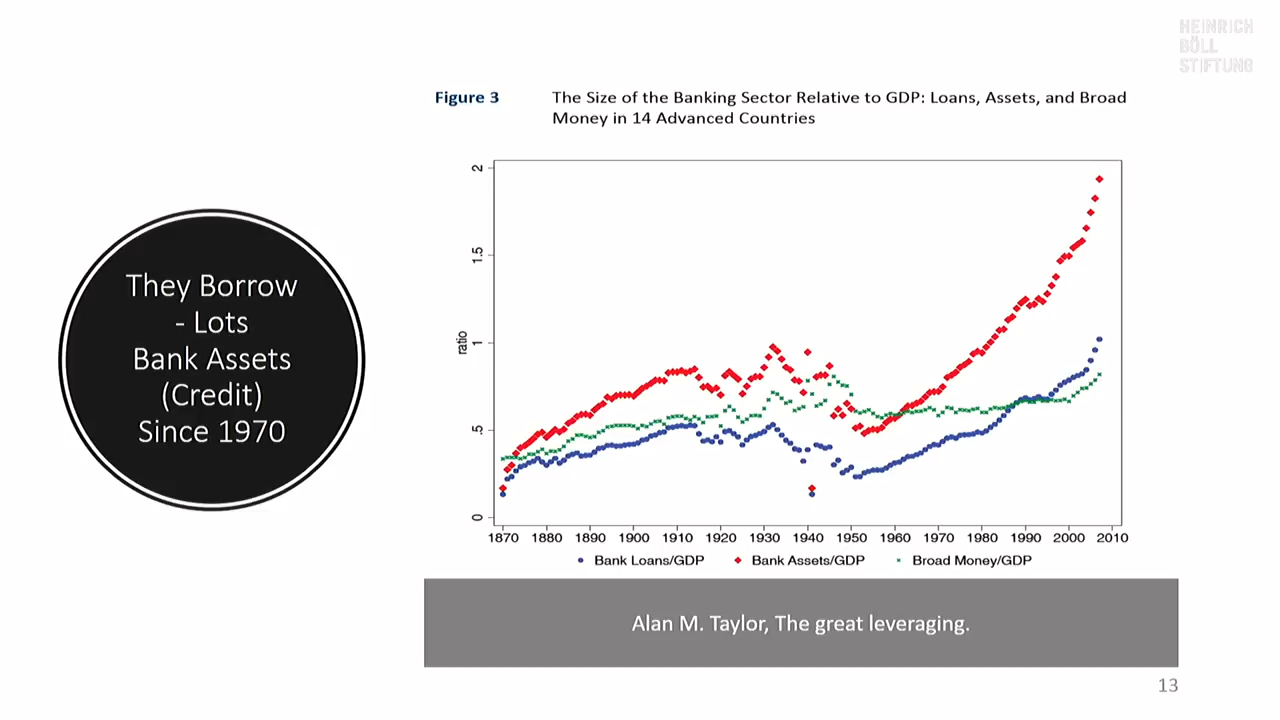 HEINRICH
BÖLL
STIFTUNG
Figure 3
The Size of the Banking Sector Relative to GDP: Loans, Assets, and Broad
Money in 14 Advanced Countries
They Borrow
- Lots
Bank Assets
(Credit)
Since 1970
ratio
2
1.5
1
.5
0
1870 1880 1890 1900 1910 1920 1930 1940 1950 1960 1970 1980 1990 2000 2010
Bank Loans/GDP Bank Assets/GDP Broad Money/GDP
Alan M. Taylor, The great leveraging.
13